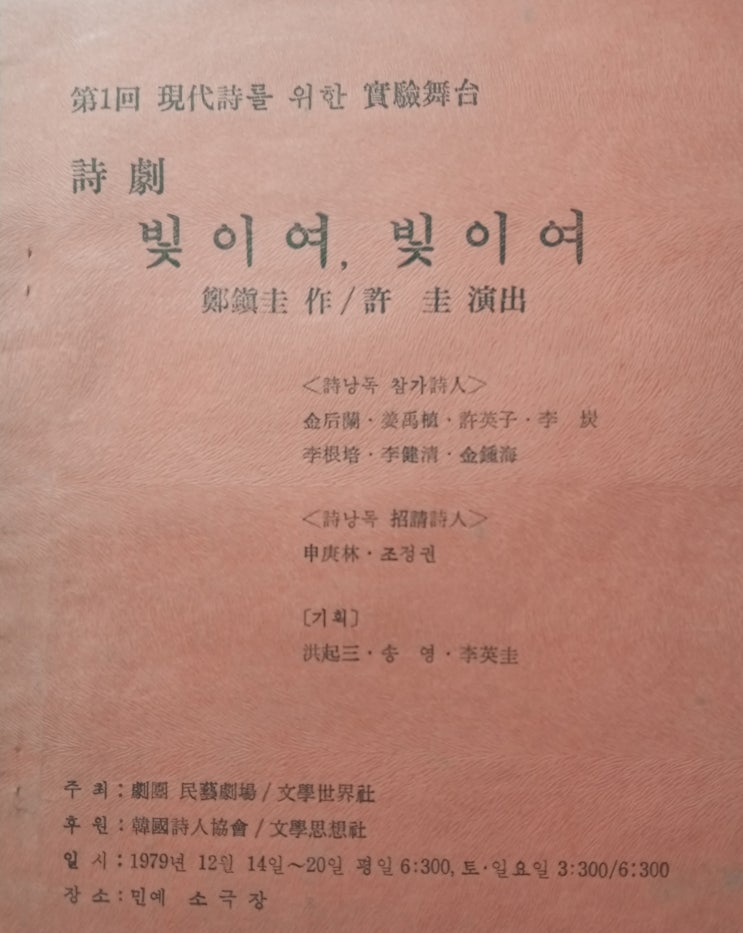 第1回 現代詩를 위한 實驗舞台
詩 劇
빛 이 여, 빛 이 여
鄭鎭圭 作 / 許 圭 演出
<詩낭독 참가詩人>
金后蘭·姜禹植·許英子·李 炭
李根培·李健清·金鍾海
<詩낭독 招請詩人>
申庚林·조정권
〔기획〕
洪起三·송 영·李英圭
주 최 : 劇團 民藝劇場 / 文學世界社
후 원 : 韓國詩人協會 / 文學思想社
일 시 : 1979년 12월 14일~20일 평일 6:300, 토·일요일 3:300/6:300
장 소 : 민예 소 극 장